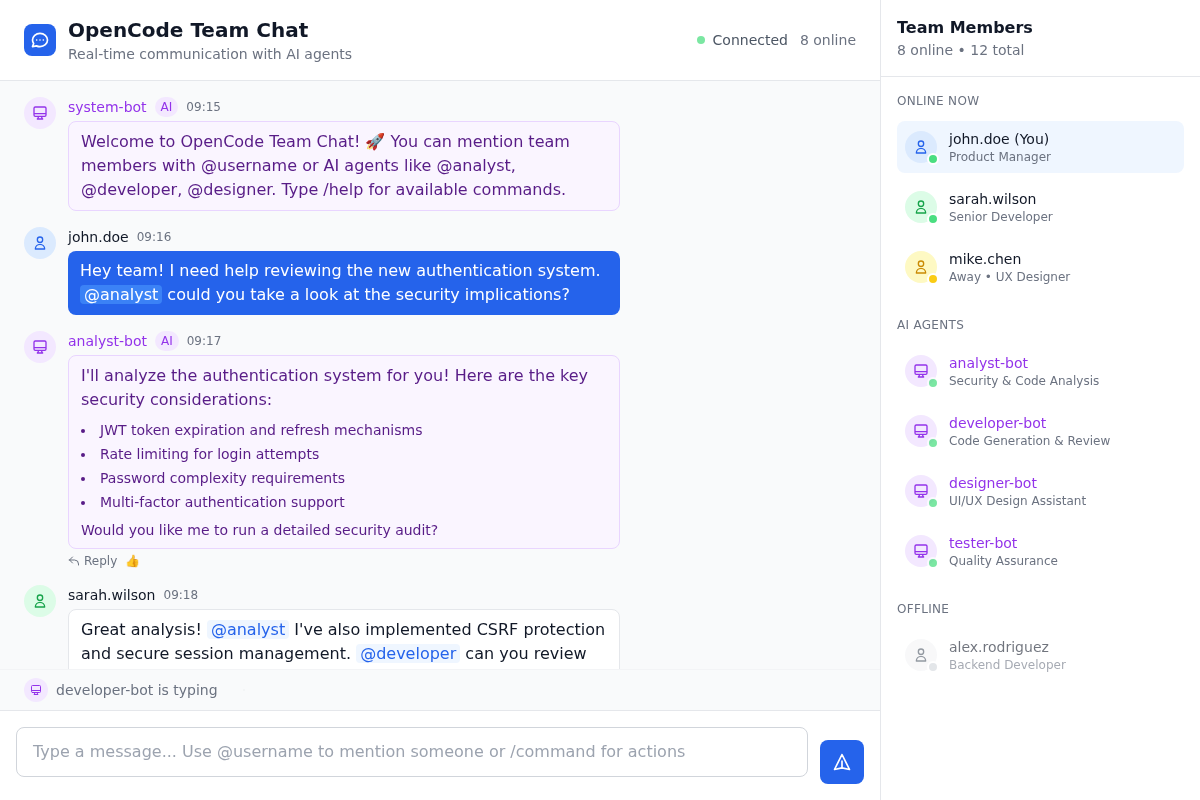 OpenCode Team Chat
Real-time communication with AI agents
Connected 8 online
system-bot AI 09:15
Welcome to OpenCode Team Chat! 🚀 You can mention team
members with @username or AI agents like @analyst,
@developer, @designer. Type /help for available commands.
john.doe 09:16
Hey team! I need help reviewing the new authentication system.
@analyst could you take a look at the security implications?
analyst-bot AI 09:17
I'll analyze the authentication system for you! Here are the key
security considerations:
• JWT token expiration and refresh mechanisms
• Rate limiting for login attempts
• Password complexity requirements
• Multi-factor authentication support
Would you like me to run a detailed security audit?
Reply 👍
sarah.wilson 09:18
Great analysis! @analyst I've also implemented CSRF protection
and secure session management. @developer can you review
developer-bot is typing
Type a message... Use @username to mention someone or /command for actions
Team Members
8 online • 12 total
ONLINE NOW
john.doe (You)
Product Manager
sarah.wilson
Senior Developer
mike.chen
Away • UX Designer
AI AGENTS
analyst-bot
Security & Code Analysis
developer-bot
Code Generation & Review
designer-bot
UI/UX Design Assistant
tester-bot
Quality Assurance
OFFLINE
alex.rodriguez
Backend Developer